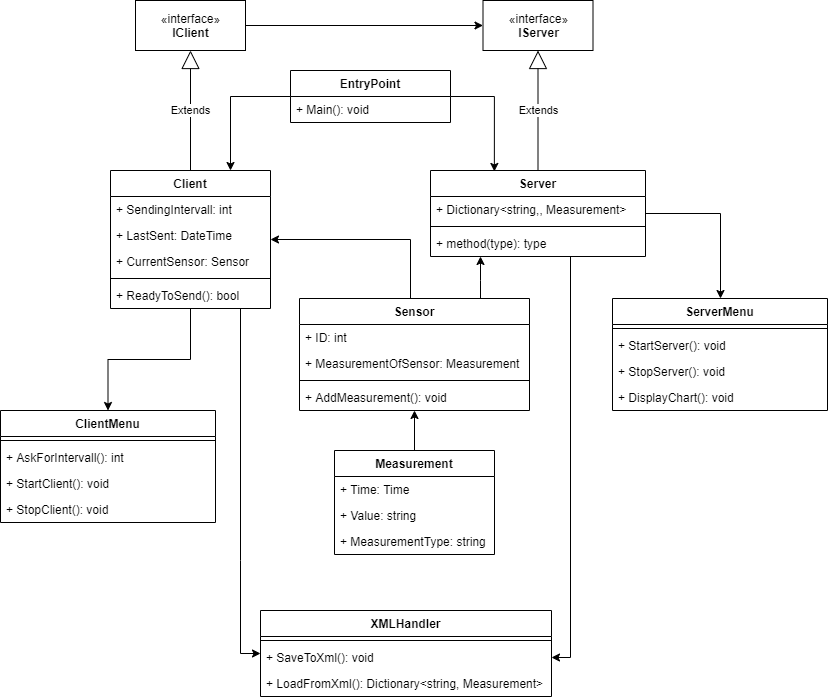 «interface»
IClient
«interface»
IServer
EntryPoint
+ Main(): void
Extends
Extends
Client
+ SendingIntervall: int
+ LastSent: DateTime
+ CurrentSensor: Sensor
+ ReadyToSend(): bool
Server
+ Dictionary<string,, Measurement>
+ method(type): type
Sensor
+ ID: int
+ MeasurementOfSensor: Measurement
+ AddMeasurement(): void
ServerMenu
+ StartServer(): void
+ StopServer(): void
+ DisplayChart(): void
ClientMenu
+ AskForIntervall(): int
+ StartClient(): void
+ StopClient(): void
Measurement
+ Time: Time
+ Value: string
+ MeasurementType: string
XMLHandler
+ SaveToXml(): void
+ LoadFromXml(): Dictionary<string, Measurement>